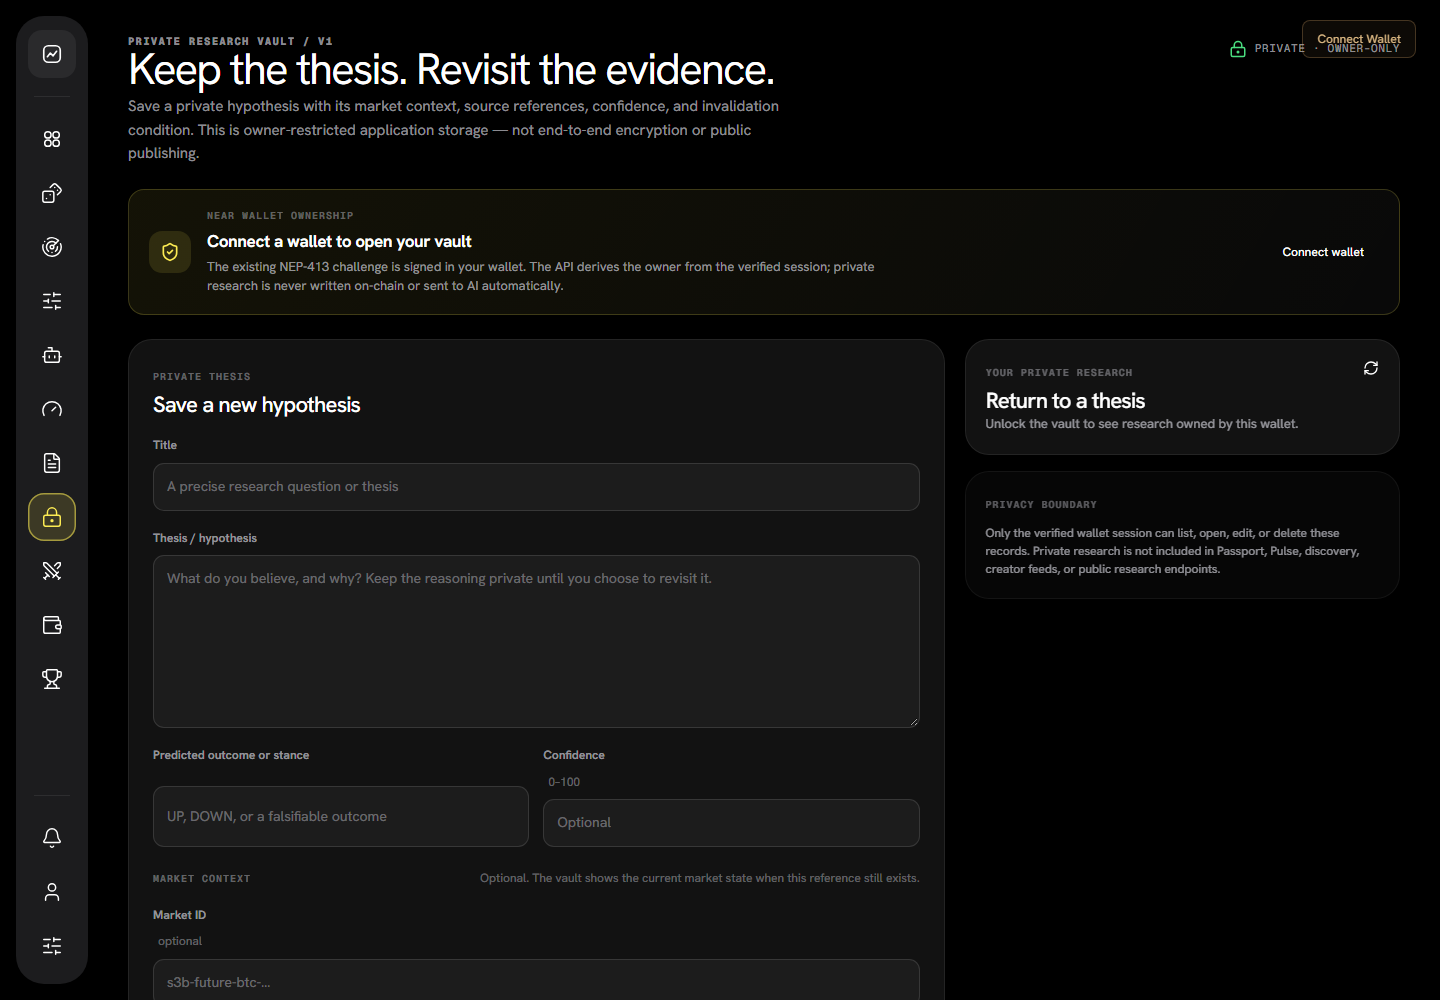 PRIVATE RESEARCH VAULT / V1
Keep the thesis. Revisit the evidence.
Save a private hypothesis with its market context, source references, confidence, and invalidation
condition. This is owner-restricted application storage — not end-to-end encryption or public
publishing.
PRIVATE · OWNER-ONLY
Connect Wallet
NEAR WALLET OWNERSHIP
Connect a wallet to open your vault
The existing NEP-413 challenge is signed in your wallet. The API derives the owner from the verified session; private
research is never written on-chain or sent to AI automatically.
Connect wallet
PRIVATE THESIS
Save a new hypothesis
Title
A precise research question or thesis
Thesis / hypothesis
What do you believe, and why? Keep the reasoning private until you choose to revisit it.
Predicted outcome or stance
UP, DOWN, or a falsifiable outcome
Confidence
0–100
Optional
MARKET CONTEXT
Optional. The vault shows the current market state when this reference still exists.
Market ID
optional
s3b-future-btc-...
YOUR PRIVATE RESEARCH
Return to a thesis
Unlock the vault to see research owned by this wallet.
PRIVACY BOUNDARY
Only the verified wallet session can list, open, edit, or delete these
records. Private research is not included in Passport, Pulse, discovery,
creator feeds, or public research endpoints.